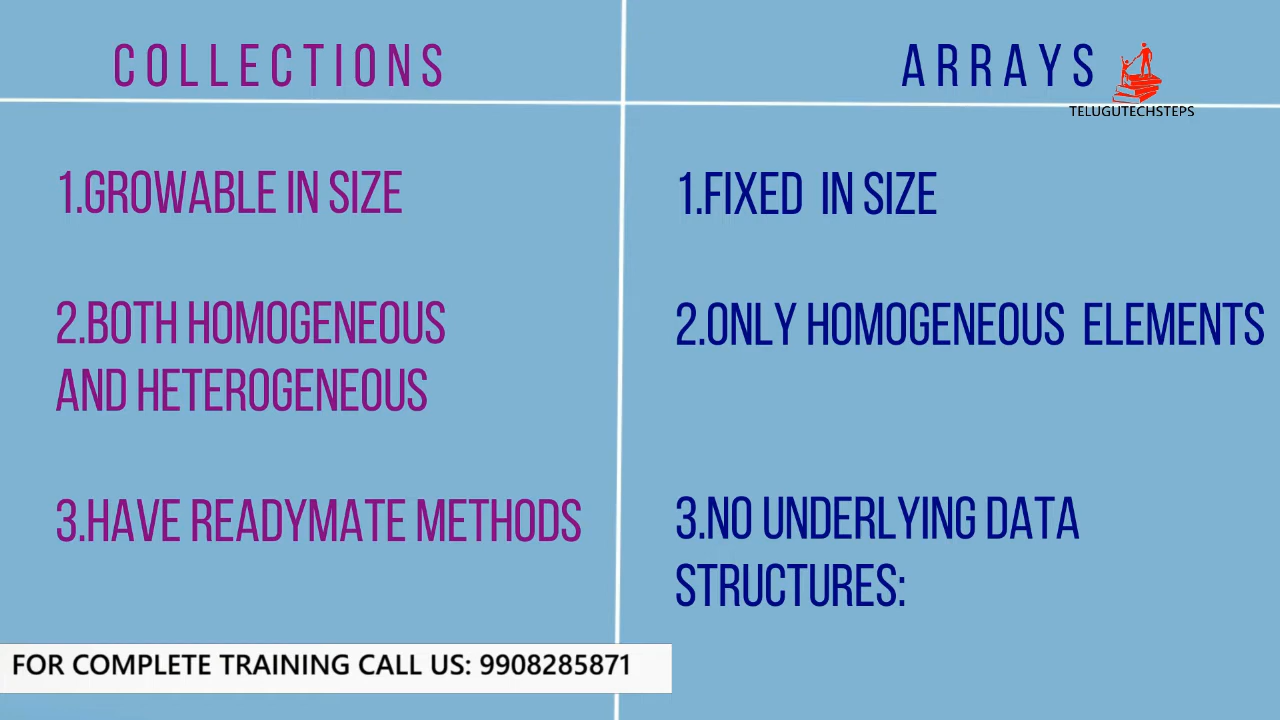 COLLECTIONS
ARRAYS
TELUGUTECHSTEPS
1.GROWABLE IN SIZE
2.BOTH HOMOGENEOUS
AND HETEROGENEOUS
3.HAVE READYMATE METHODS
1.FIXED IN SIZE
2.ONLY HOMOGENEOUS ELEMENTS
3.NO UNDERLYING DATA
STRUCTURES:
FOR COMPLETE TRAINING CALL US: 9908285871